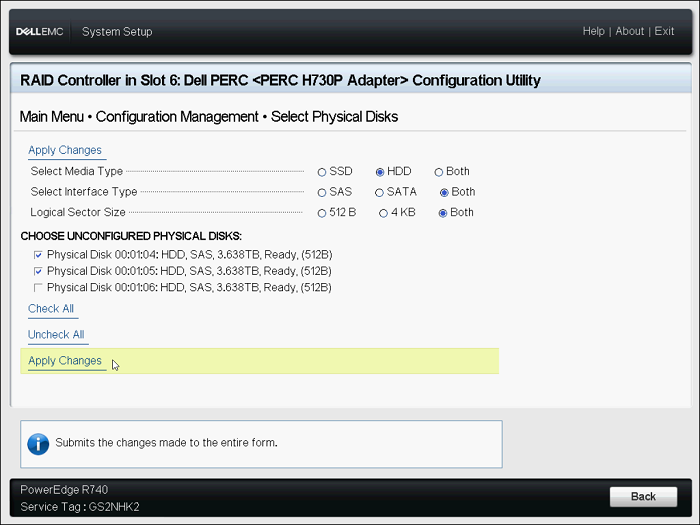 DELLEMC System Setup Help | About | Exit
RAID Controller in Slot 6: Dell PERC <PERC H730P Adapter> Configuration Utility
Main Menu • Configuration Management • Select Physical Disks
Apply Changes
Select Media Type SSD HDD Both
Select Interface Type SAS SATA Both
Logical Sector Size 512 B 4 KB Both
CHOOSE UNCONFIGURED PHYSICAL DISKS:
Physical Disk 00:01:04: HDD, SAS, 3.638TB, Ready, (512B)
Physical Disk 00:01:05: HDD, SAS, 3.638TB, Ready, (512B)
Physical Disk 00:01:06: HDD, SAS, 3.638TB, Ready, (512B)
Check All
Uncheck All
Apply Changes
Submits the changes made to the entire form.
PowerEdge R740
Service Tag : GS2NHK2
Back